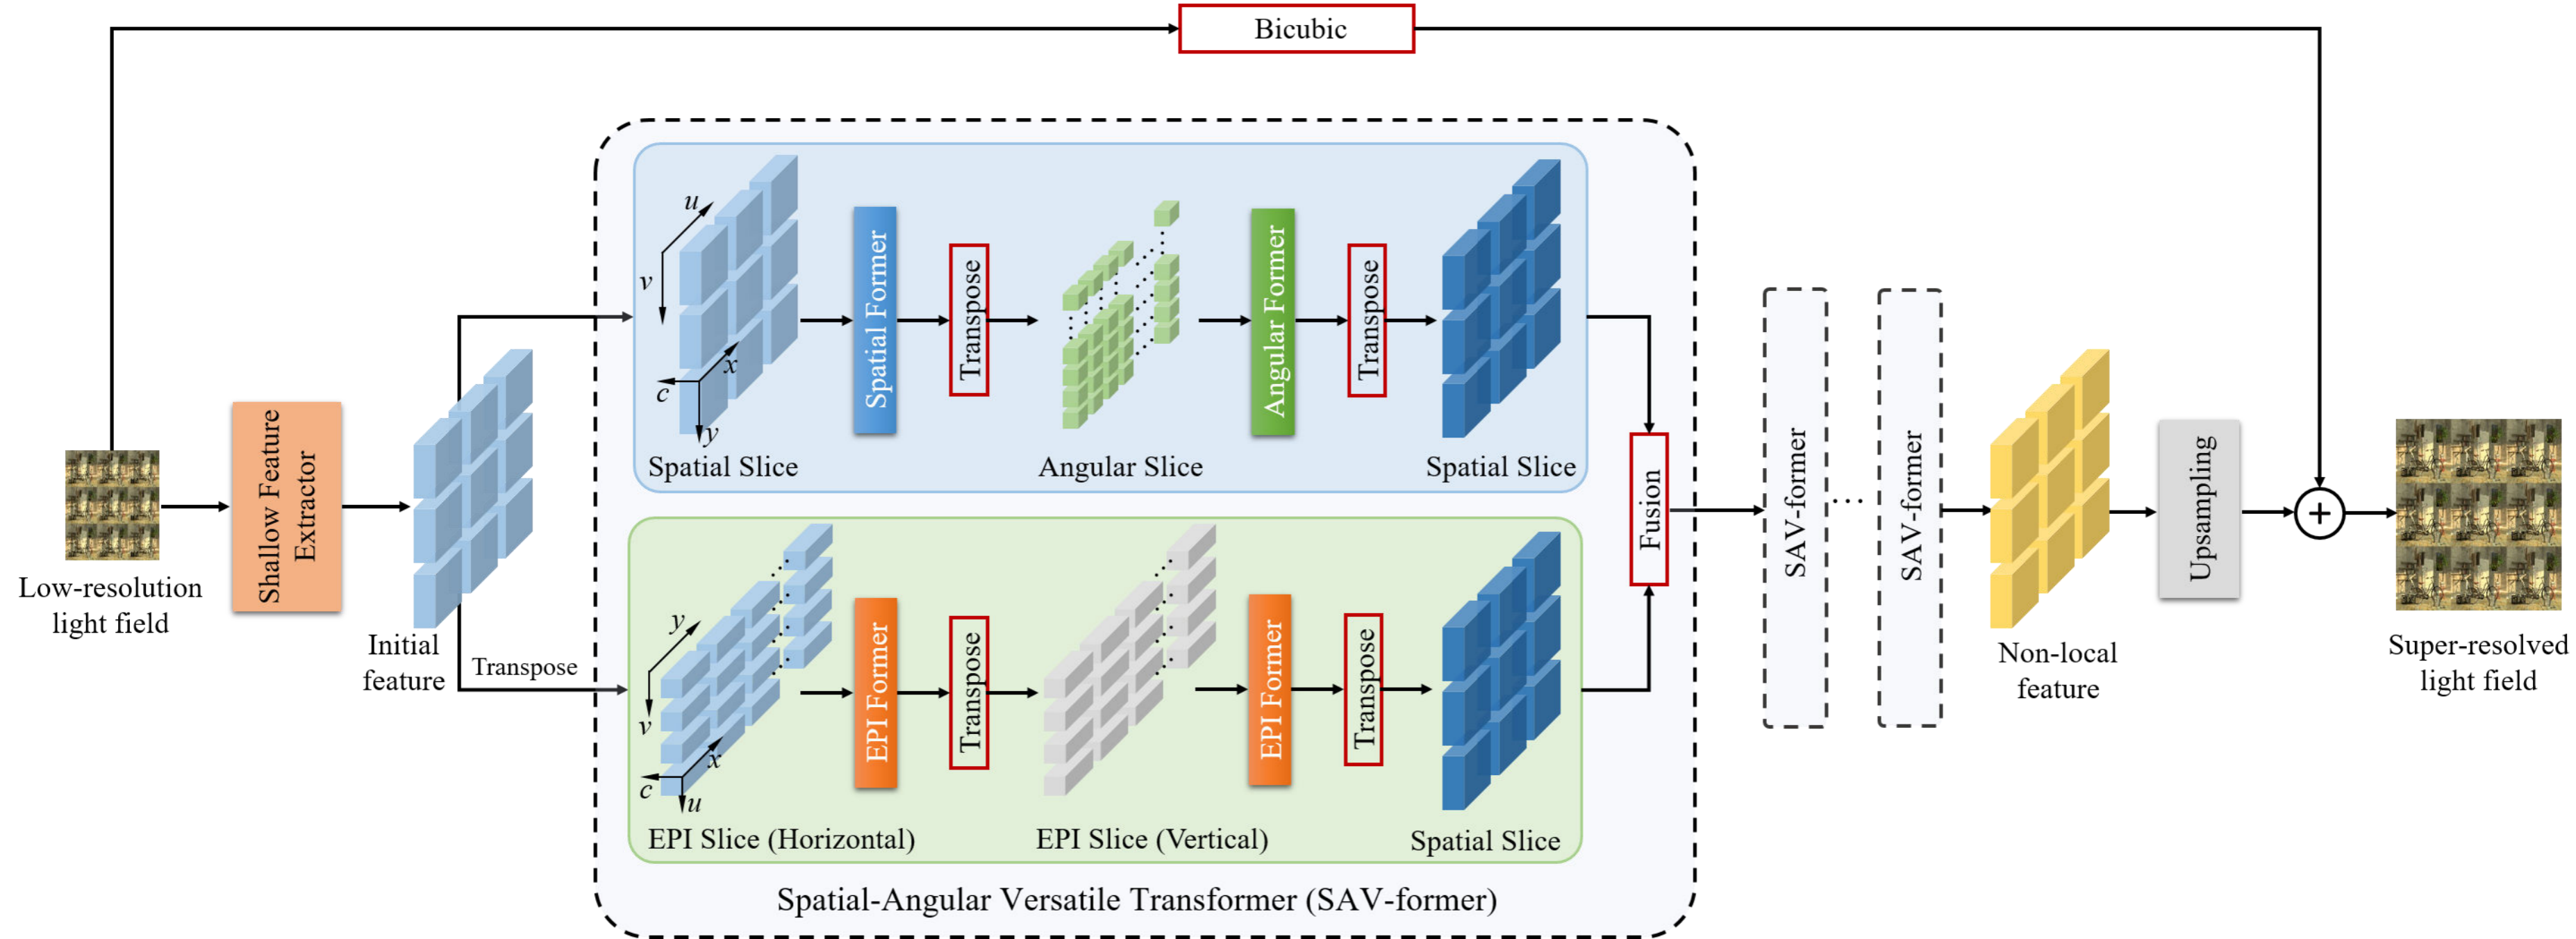 Bicubic
u
v
x
c
y
Spatial Slice
Spatial Former
Transpose
Angular Slice
Angular Former
Transpose
Spatial Slice
Low-resolution
light field
Shallow Feature
Extractor
Initial
feature
Transpose
y
v
x
c
u
EPI Slice (Horizontal)
EPI Former
Transpose
EPI Slice (Vertical)
EPI Former
Transpose
Spatial Slice
Fusion
Spatial-Angular Versatile Transformer (SAV-former)
SAV-former
...
SAV-former
Non-local
feature
Upsampling
+
Super-resolved
light field